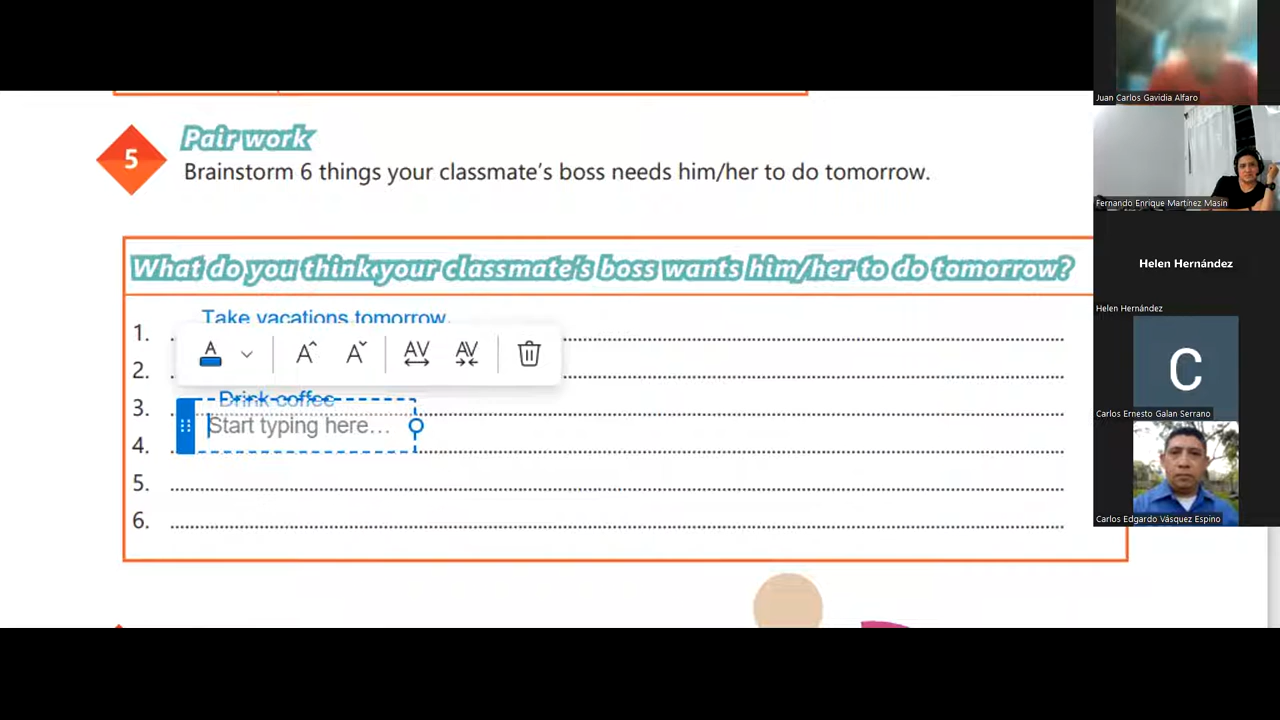 Pair work
5
Brainstorm 6 things your classmate's boss needs him/her to do tomorrow.
What do you think your classmate's boss wants him/her to do tomorrow?
1. Take vacations tomorrow.
2.
3. Drink coffee
Start typing here...
4.
5.
6.
Juan Carlos Gavidia Alfaro
Fernando Enrique Martínez Masin
Helen Hernández
Helen Hernández
C
Carlos Ernesto Galan Serrano
Carlos Edgardo Vásquez Espino